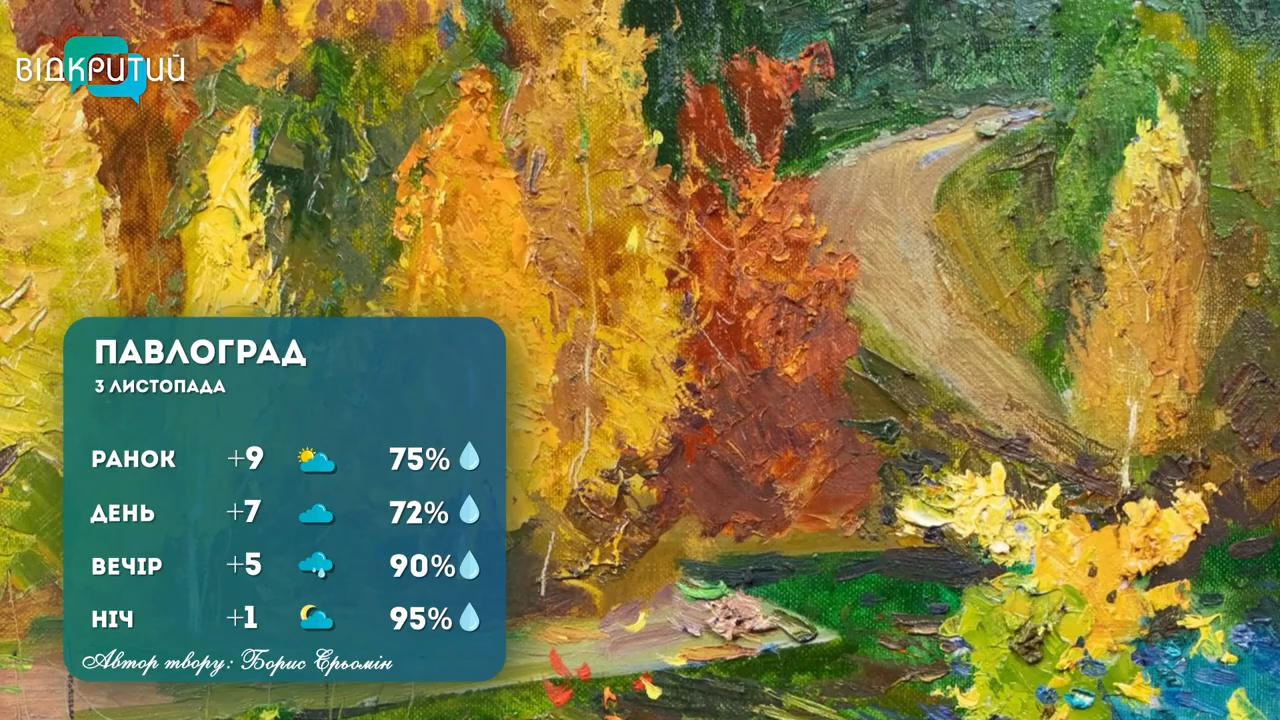 ВІДКРИТИЙ
ПАВЛОГРАД
3 ЛИСТОПАДА
РАНОК +9 75%
ДЕНЬ +7 72%
ВЕЧІР +5 90%
НІЧ +1 95%
Автор твору: Борис Єрьомін